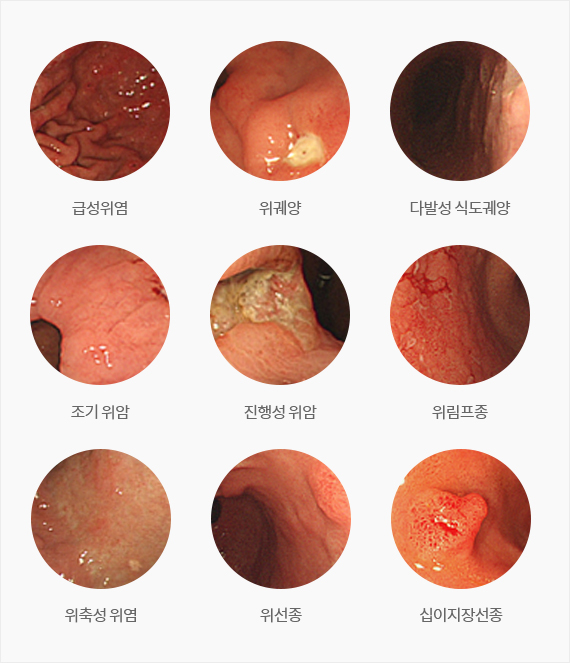 급성위염
위궤양
다발성 식도궤양
조기 위암
진행성 위암
위림프종
위축성 위염
위선종
십이지장선종